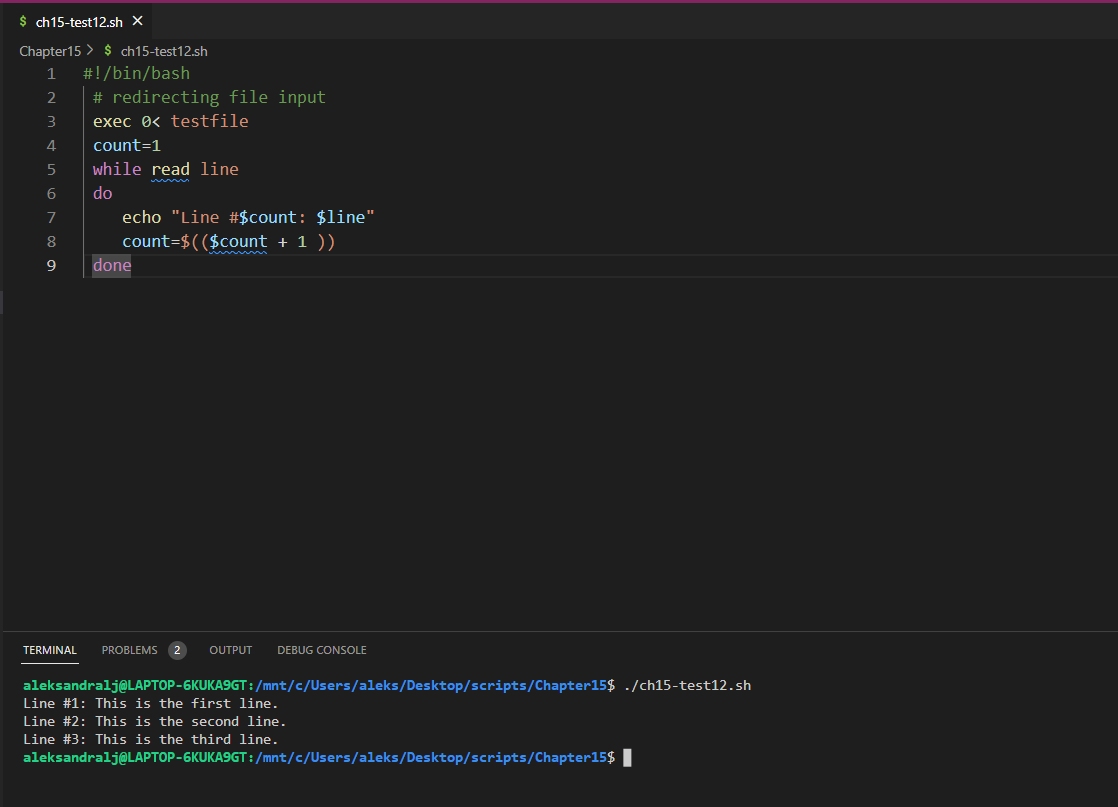 $ ch15-test12.sh ×
Chapter15 > $ ch15-test12.sh
1 #!/bin/bash
2 # redirecting file input
3 exec 0< testfile
4 count=1
5 while read line
6 do
7 echo "Line #$count: $line"
8 count=$(($count + 1 ))
9 done
TERMINAL PROBLEMS 2 OUTPUT DEBUG CONSOLE
aleksandralj@LAPTOP-6KUKA9GT:/mnt/c/Users/aleks/Desktop/scripts/Chapter15$ ./ch15-test12.sh
Line #1: This is the first line.
Line #2: This is the second line.
Line #3: This is the third line.
aleksandralj@LAPTOP-6KUKA9GT:/mnt/c/Users/aleks/Desktop/scripts/Chapter15$